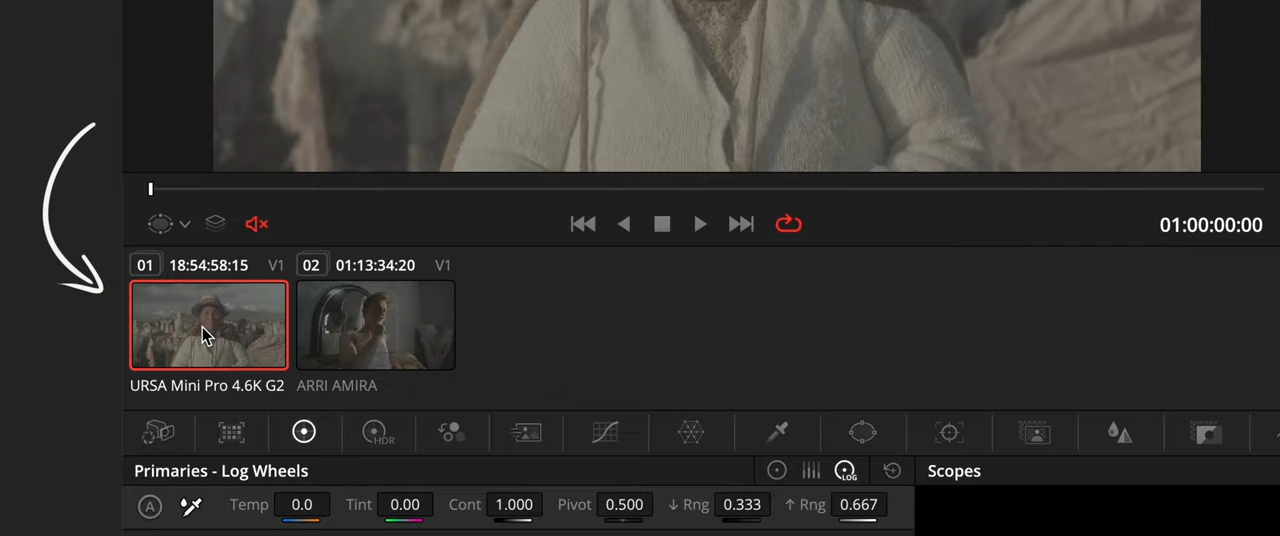 01:00:00:00
01 18:54:58:15 V1 02 01:13:34:20 V1
URSA Mini Pro 4.6K G2 ARRI AMIRA
HDR
Primaries - Log Wheels LOG Scopes
A Temp 0.0 Tint 0.00 Cont 1.000 Pivot 0.500 ↓ Rng 0.333 ↑ Rng 0.667